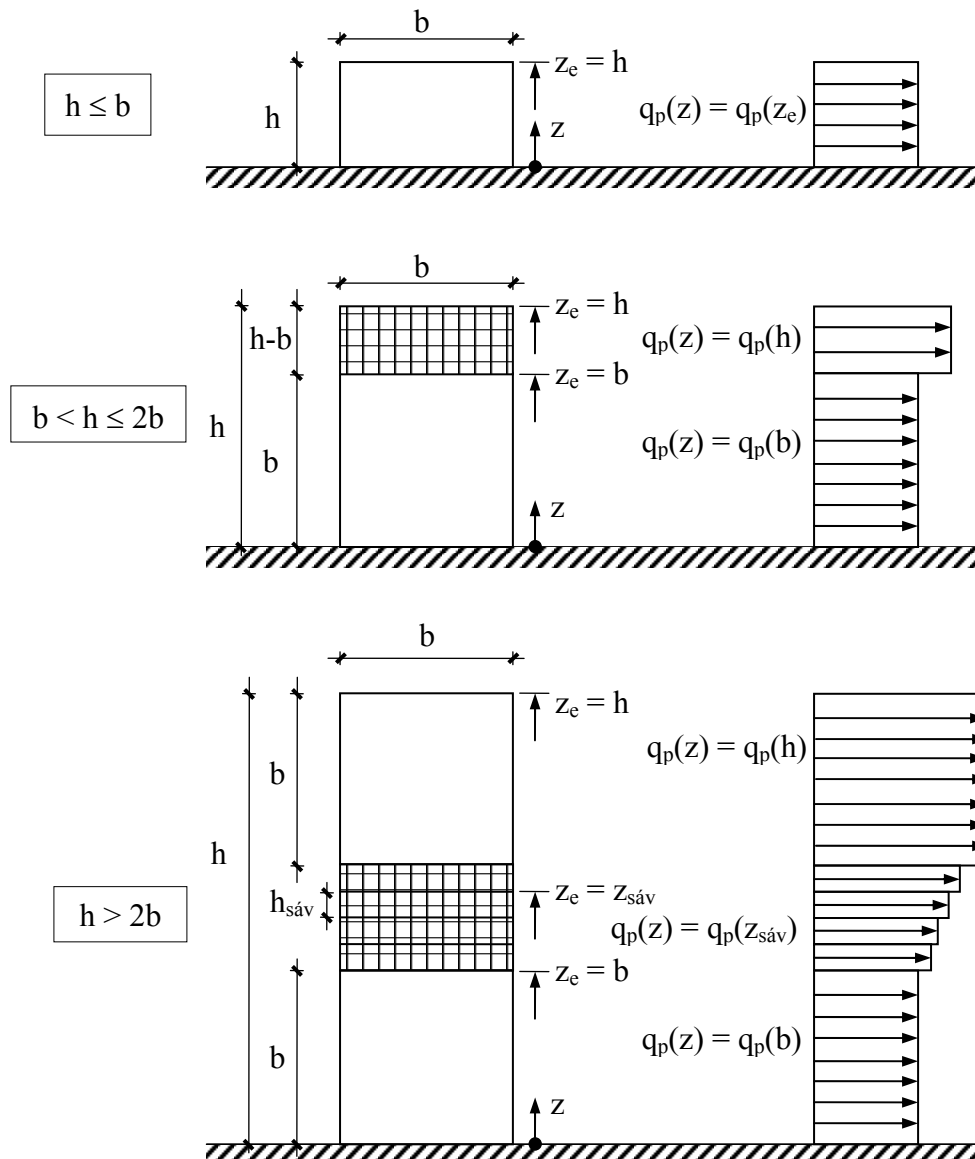 b
z_e = h
h ≤ b
h
q_p(z) = q_p(z_e)
z
b
z_e = h
h-b
q_p(z) = q_p(h)
z_e = b
b < h ≤ 2b
h
b
q_p(z) = q_p(b)
z
b
z_e = h
q_p(z) = q_p(h)
b
h
h_sáv
z_e = z_sáv
h > 2b
q_p(z) = q_p(z_sáv)
z_e = b
b
q_p(z) = q_p(b)
z